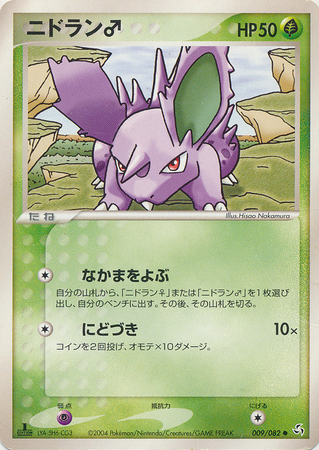 ニドラン♂ HP50
たね
Illus.Hisao Nakamura
なかまをよぶ
自分の山札から、「ニドラン♀」または「ニドラン♂」を1枚選び
出し、自分のベンチに出す。その後、その山札を切る。
にどづき 10×
コインを2回投げ、オモテ×10ダメージ。
弱点 抵抗力 にげる
©2004 Pokémon/Nintendo/Creatures/GAME FREAK
009/082 ●